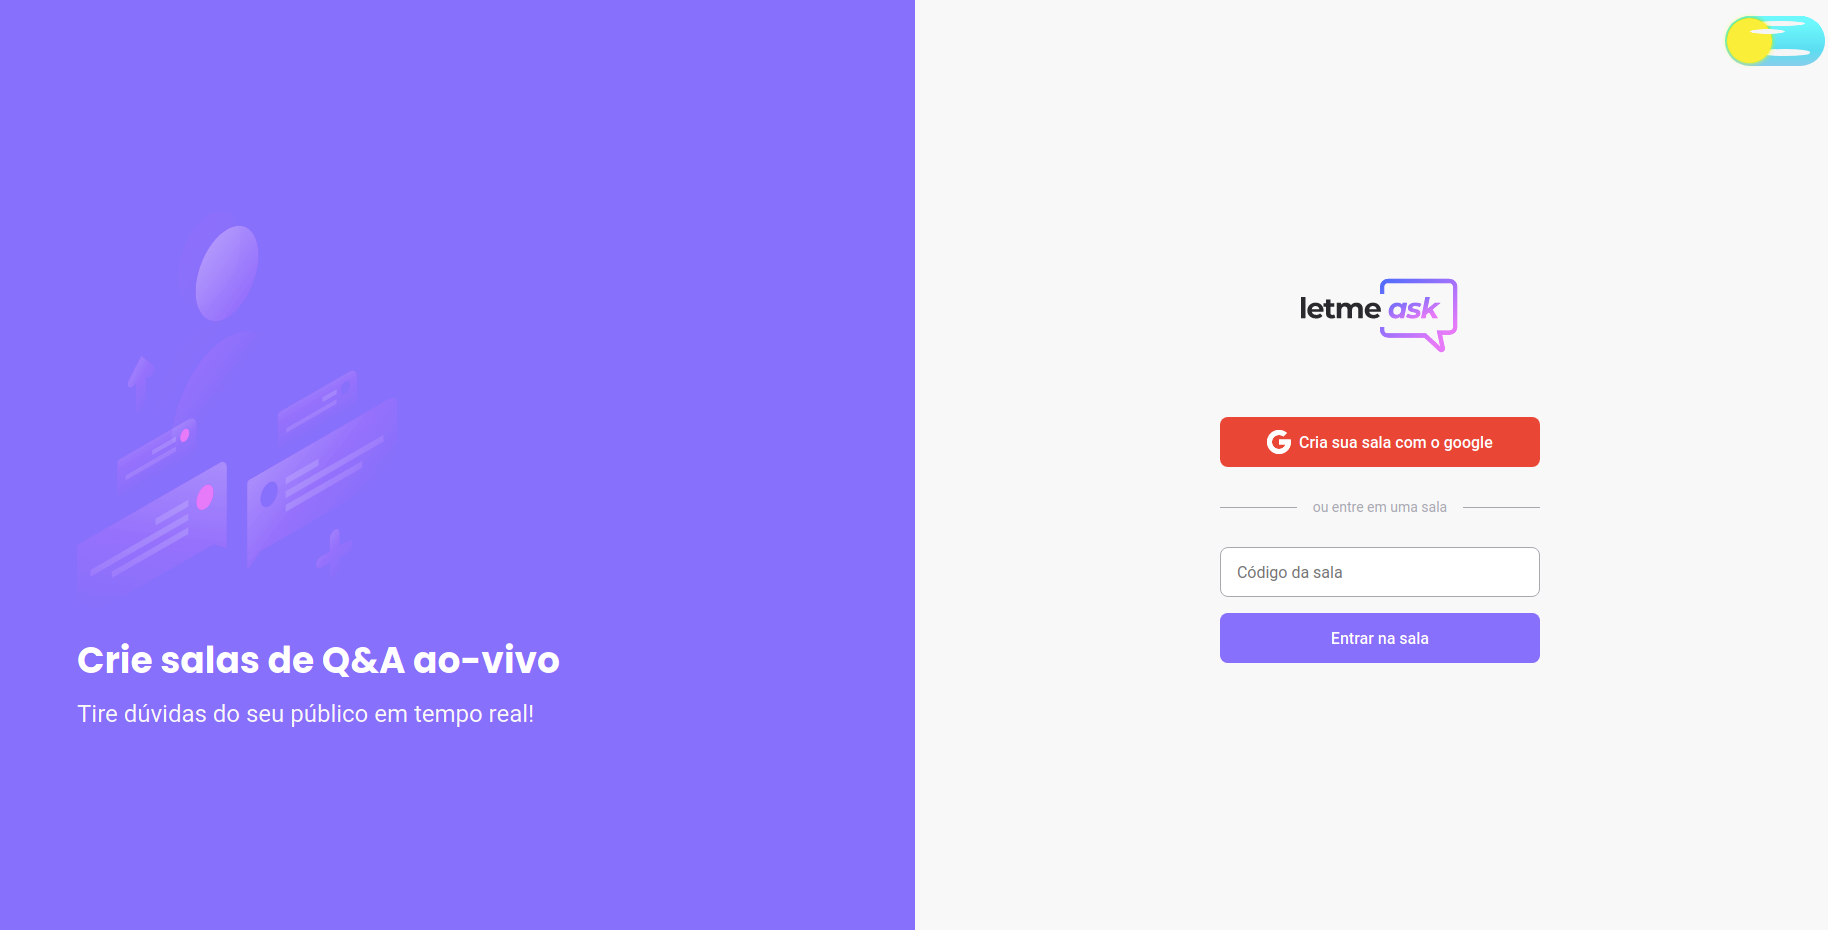 Crie salas de Q&A ao-vivo
Tire dúvidas do seu público em tempo real!
letme ask
Cria sua sala com o google
ou entre em uma sala
Código da sala
Entrar na sala